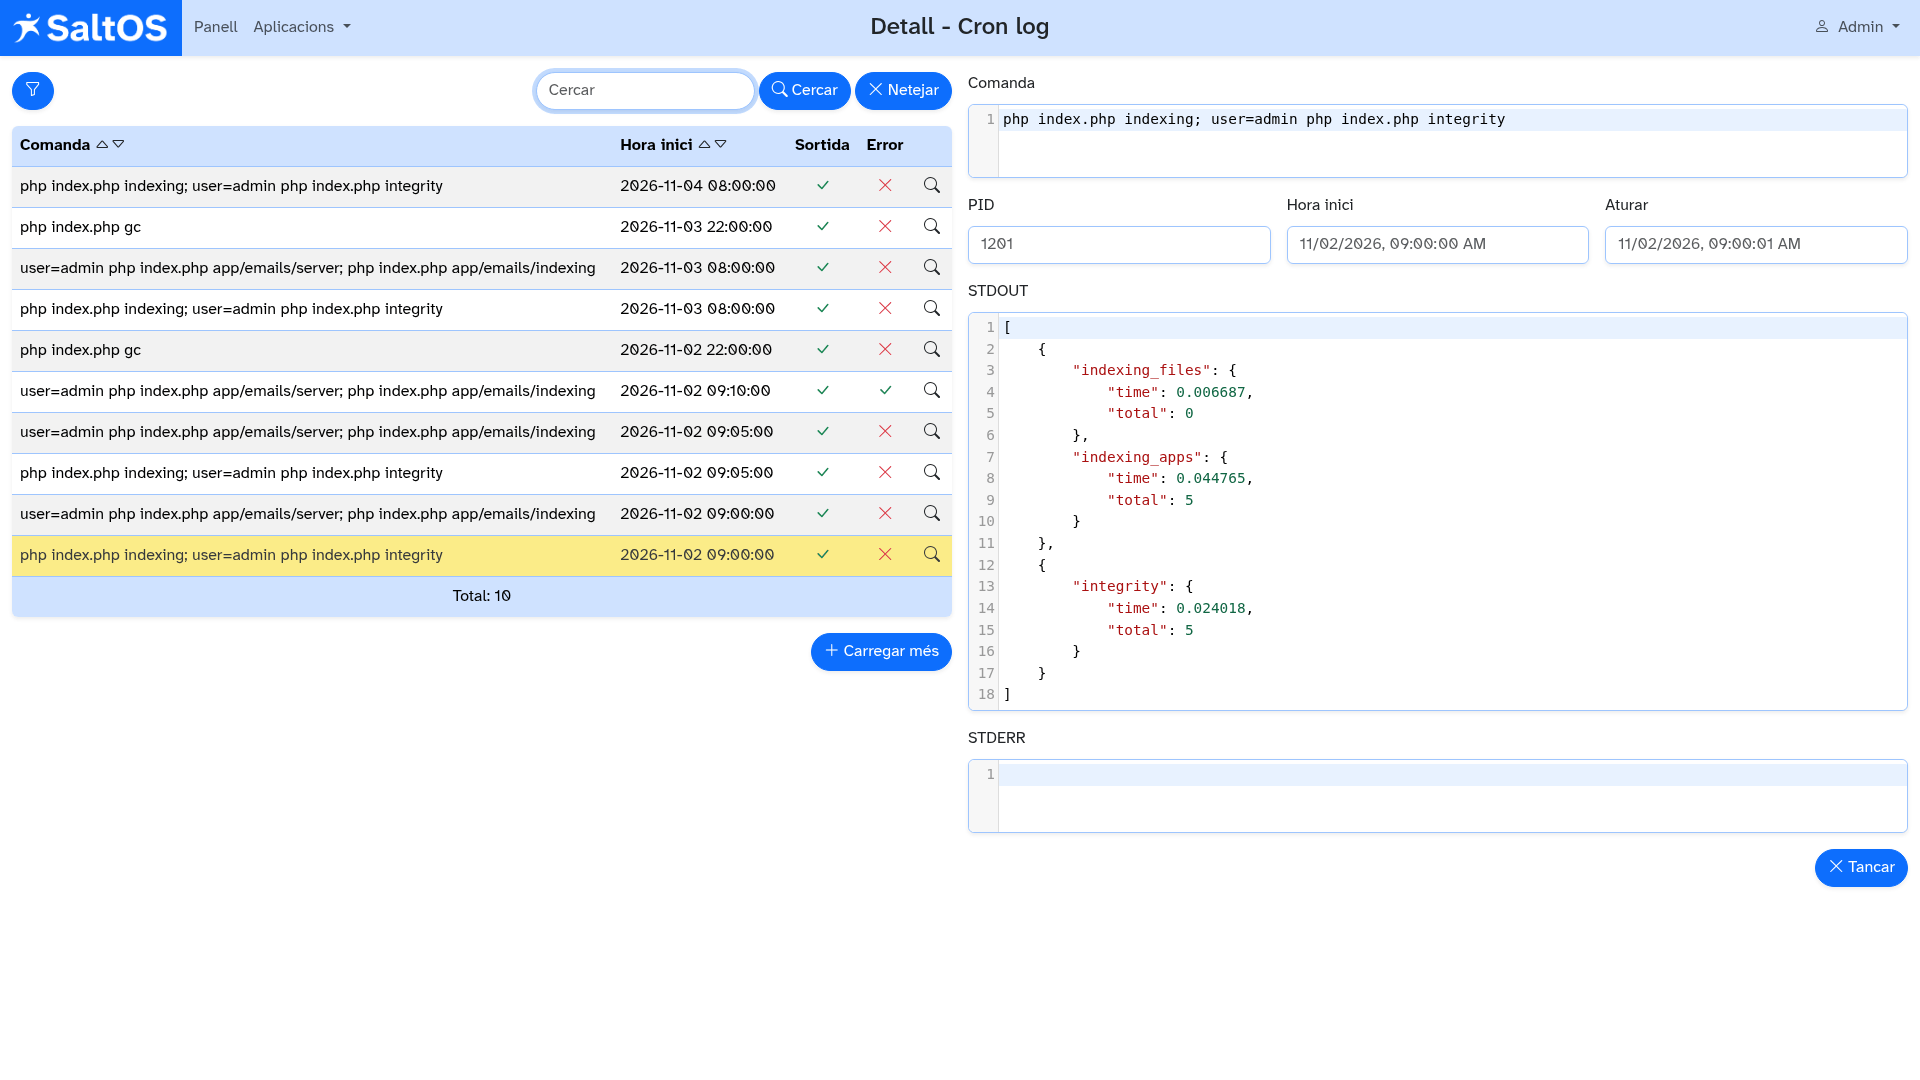 SaltOS Panell Aplicacions Detall - Cron log Admin
Cercar Cercar Netejar
Comanda Hora inici Sortida Error
php index.php indexing; user=admin php index.php integrity 2026-11-04 08:00:00
php index.php gc 2026-11-03 22:00:00
user=admin php index.php app/emails/server; php index.php app/emails/indexing 2026-11-03 08:00:00
php index.php indexing; user=admin php index.php integrity 2026-11-03 08:00:00
php index.php gc 2026-11-02 22:00:00
user=admin php index.php app/emails/server; php index.php app/emails/indexing 2026-11-02 09:10:00
user=admin php index.php app/emails/server; php index.php app/emails/indexing 2026-11-02 09:05:00
php index.php indexing; user=admin php index.php integrity 2026-11-02 09:05:00
user=admin php index.php app/emails/server; php index.php app/emails/indexing 2026-11-02 09:00:00
php index.php indexing; user=admin php index.php integrity 2026-11-02 09:00:00
Total: 10
Carregar més
Comanda
1 php index.php indexing; user=admin php index.php integrity
PID Hora inici Aturar
1201 11/02/2026, 09:00:00 AM 11/02/2026, 09:00:01 AM
STDOUT
1 [
2     {
3         "indexing_files": {
4             "time": 0.006687,
5             "total": 0
6         },
7         "indexing_apps": {
8             "time": 0.044765,
9             "total": 5
10         }
11     },
12     {
13         "integrity": {
14             "time": 0.024018,
15             "total": 5
16         }
17     }
18 ]
STDERR
1
Tancar